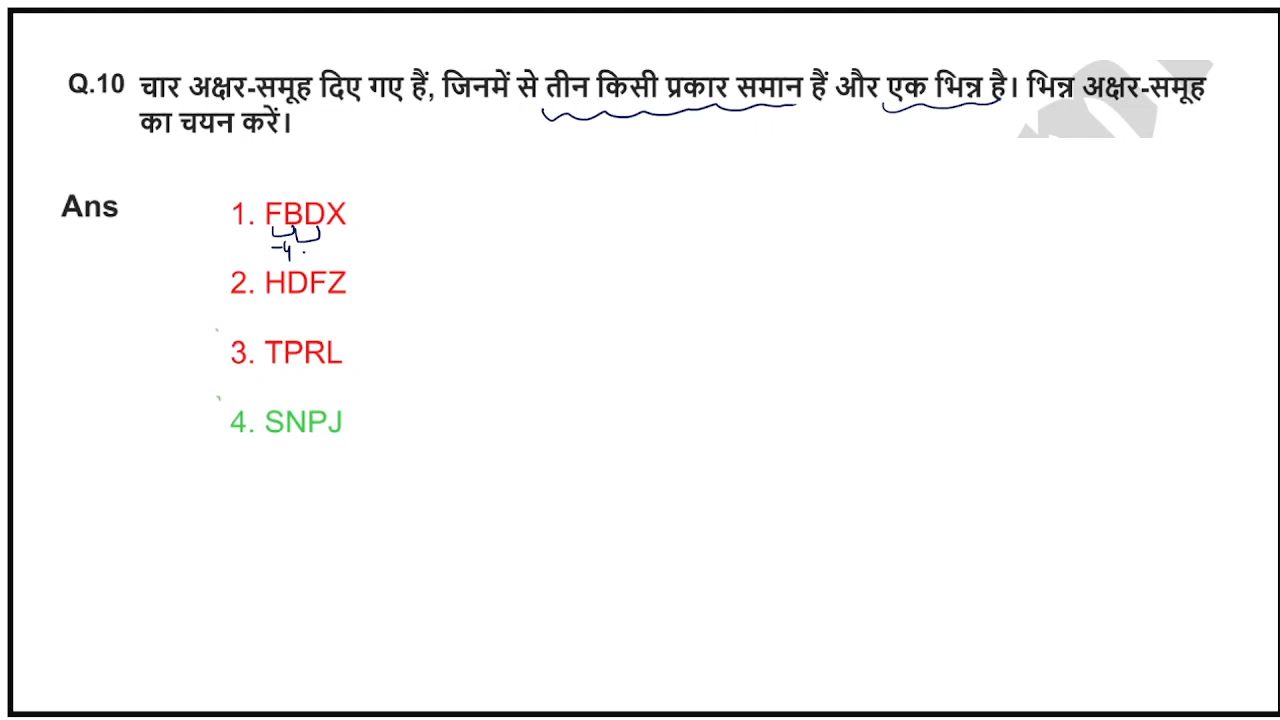 Q.10 चार अक्षर-समूह दिए गए हैं, जिनमें से तीन किसी प्रकार समान हैं और एक भिन्न है। भिन्न अक्षर-समूह
का चयन करें।
Ans
1. FBDX
-4
2. HDFZ
3. TPRL
4. SNPJ